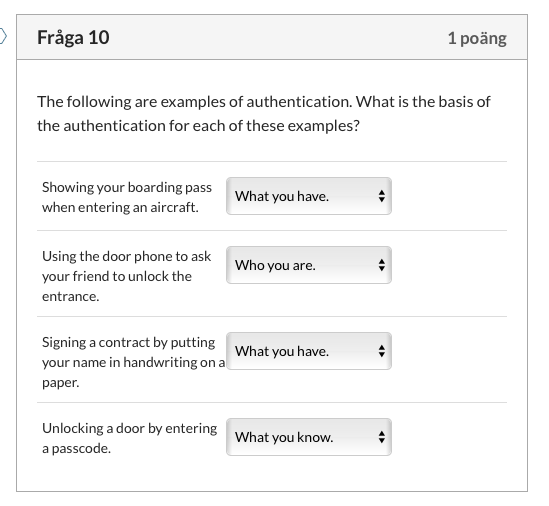 Fråga 10
1 poäng
The following are examples of authentication. What is the basis of
the authentication for each of these examples?
Showing your boarding pass
when entering an aircraft.
What you have.
Using the door phone to ask
your friend to unlock the
entrance.
Who you are.
Signing a contract by putting
your name in handwriting on a
paper.
What you have.
Unlocking a door by entering
a passcode.
What you know.